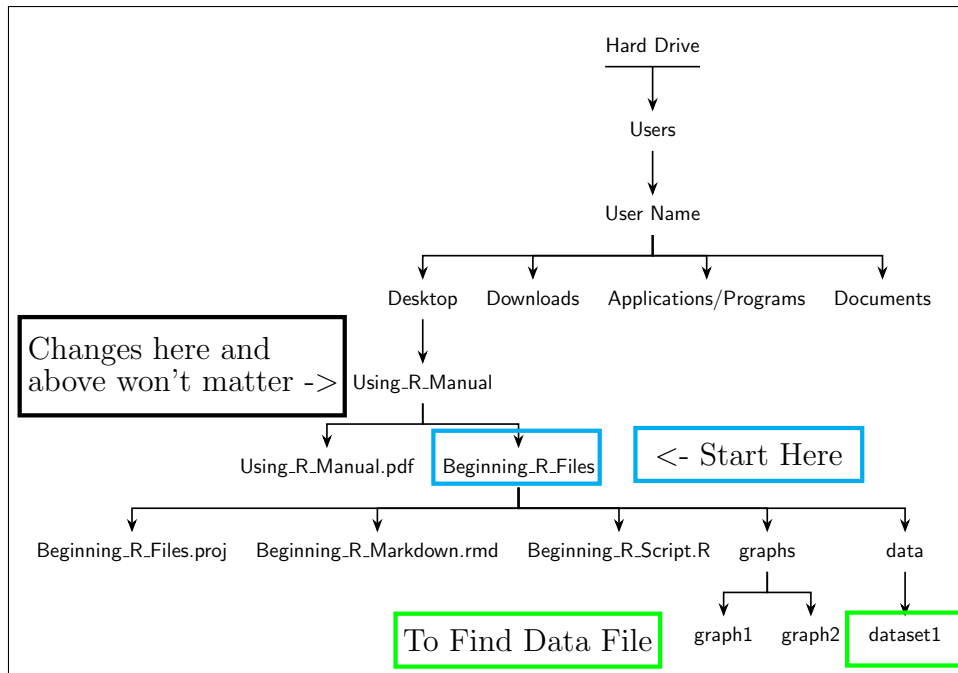 Hard Drive
Users
User Name
Desktop Downloads Applications/Programs Documents
Changes here and
above won't matter ->
Using_R_Manual
Using_R_Manual.pdf Beginning_R_Files
<- Start Here
Beginning_R_Files.proj Beginning_R_Markdown.rmd Beginning_R_Script.R graphs data
graph1 graph2 dataset1
To Find Data File